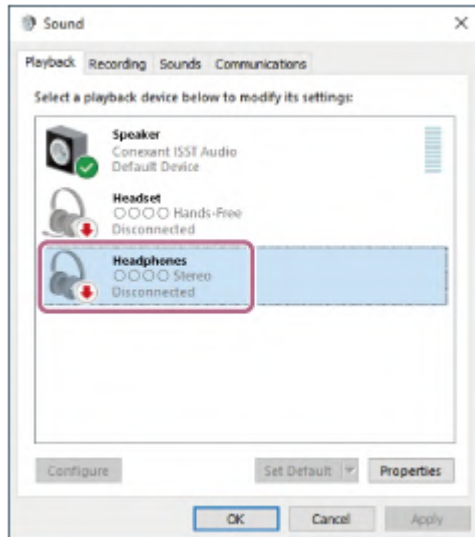 Sound
Playback Recording Sounds Communications
Select a playback device below to modify its settings:
Speaker
Conexant ISST Audio
Default Device
Headset
○○○○ Hands-Free
Disconnected
Headphones
○○○○ Stereo
Disconnected
Configure Set Default Properties
OK Cancel Apply